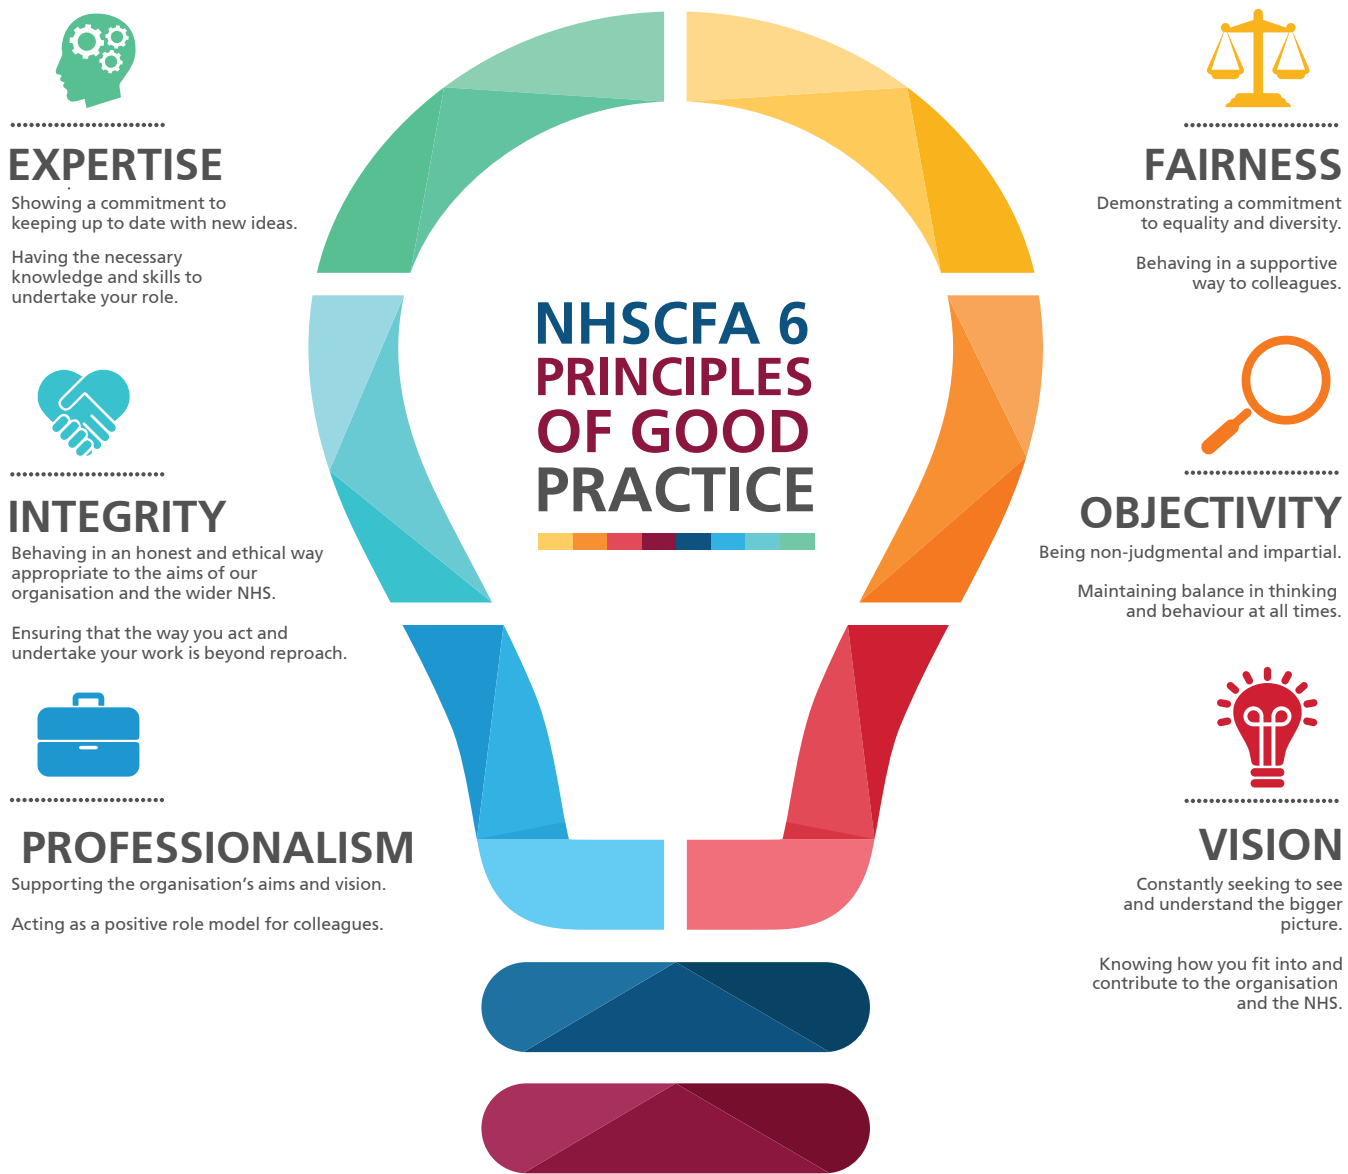 EXPERTISE
Showing a commitment to
keeping up to date with new ideas.
Having the necessary
knowledge and skills to
undertake your role.
INTEGRITY
Behaving in an honest and ethical way
appropriate to the aims of our
organisation and the wider NHS.
Ensuring that the way you act and
undertake your work is beyond reproach.
PROFESSIONALISM
Supporting the organisation’s aims and vision.
Acting as a positive role model for colleagues.
NHSCFA 6
PRINCIPLES
OF GOOD
PRACTICE
FAIRNESS
Demonstrating a commitment
to equality and diversity.
Behaving in a supportive
way to colleagues.
OBJECTIVITY
Being non-judgmental and impartial.
Maintaining balance in thinking
and behaviour at all times.
VISION
Constantly seeking to see
and understand the bigger
picture.
Knowing how you fit into and
contribute to the organisation
and the NHS.